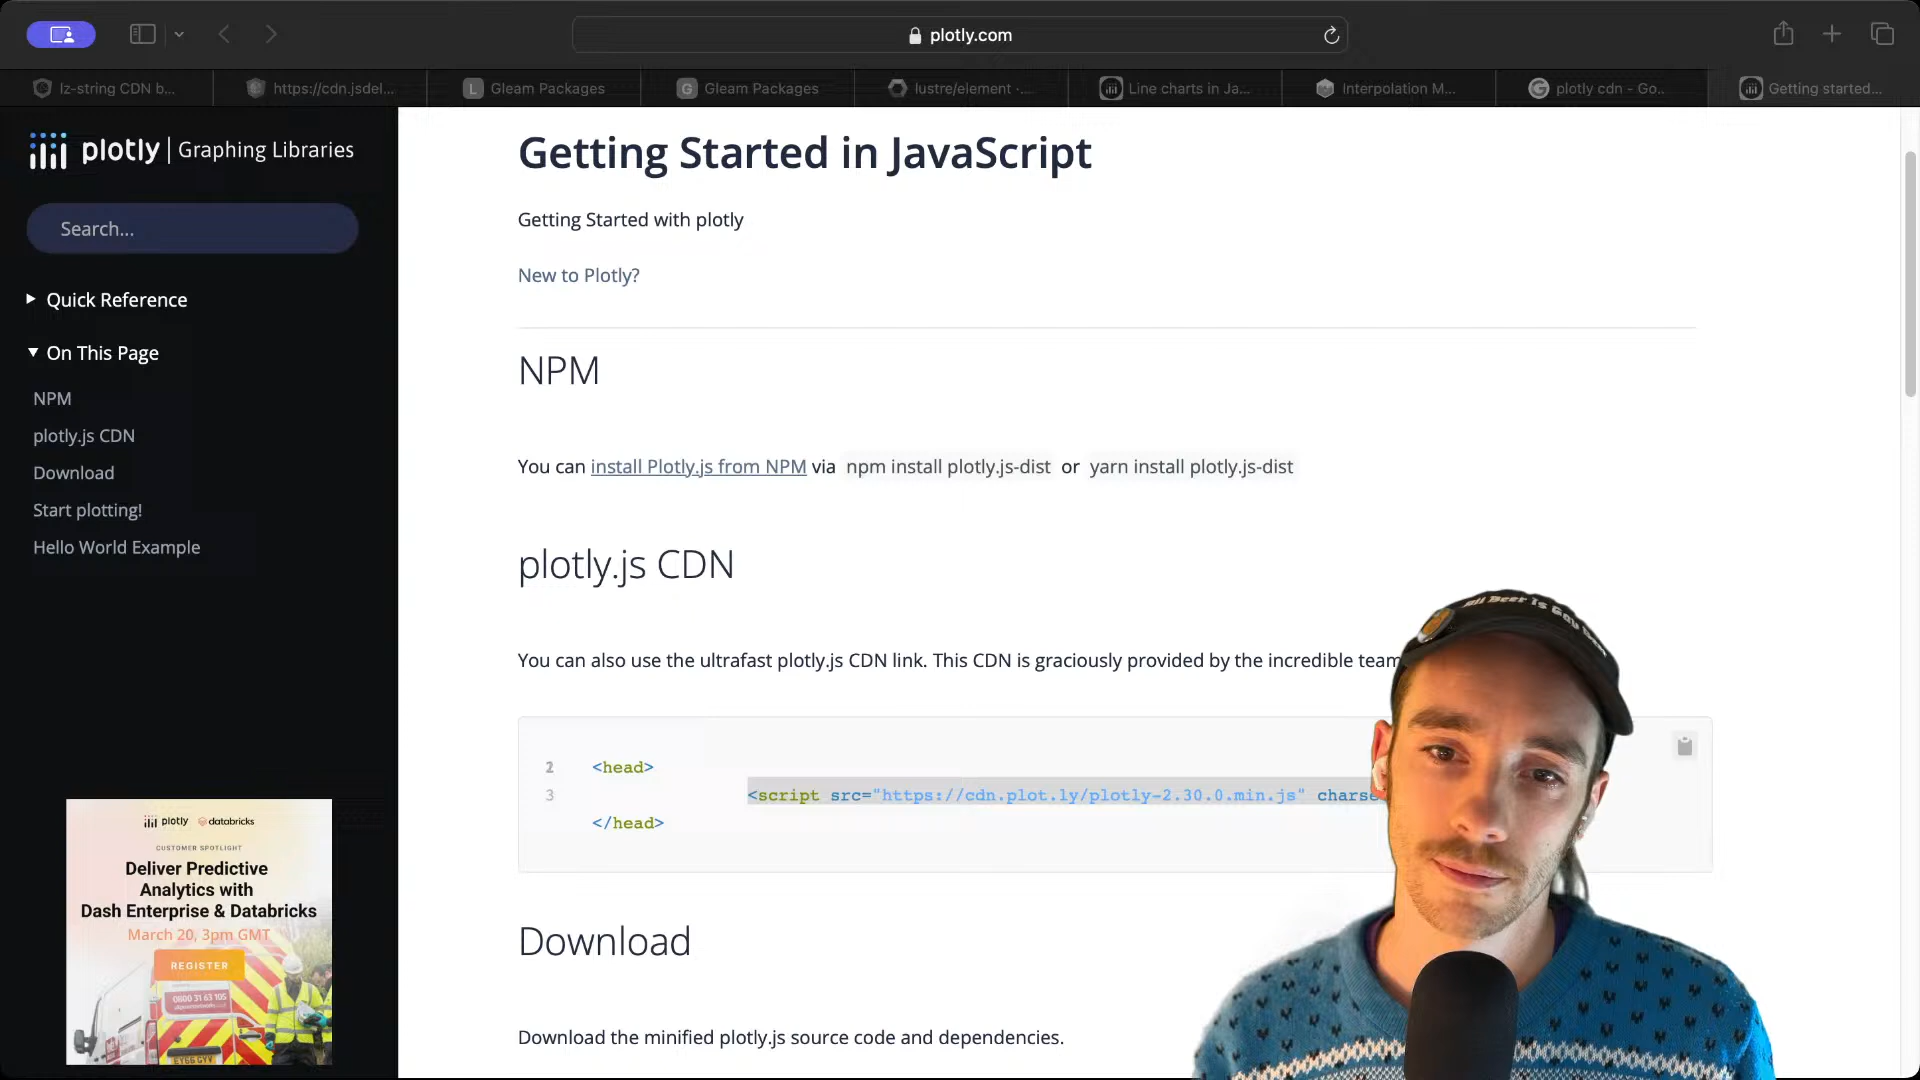 plotly.com
lz-string CDN b...
https://cdn.jsdel...
L Gleam Packages
G Gleam Packages
lustre/element ·...
Line charts in Ja...
Interpolation M...
G plotly cdn - Go...
Getting started...
plotly | Graphing Libraries
Search...
Quick Reference
On This Page
NPM
plotly.js CDN
Download
Start plotting!
Hello World Example
plotly databricks
CUSTOMER SPOTLIGHT
Deliver Predictive
Analytics with
Dash Enterprise & Databricks
March 20, 3pm GMT
REGISTER
0800 31 63 105
Getting Started in JavaScript
Getting Started with plotly
New to Plotly?
NPM
You can install Plotly.js from NPM via npm install plotly.js-dist or yarn install plotly.js-dist
plotly.js CDN
You can also use the ultrafast plotly.js CDN link. This CDN is graciously provided by the incredible team
2 <head>
3 <script src="https://cdn.plot.ly/plotly-2.30.0.min.js" charse
</head>
Download
Download the minified plotly.js source code and dependencies.
All Beer is